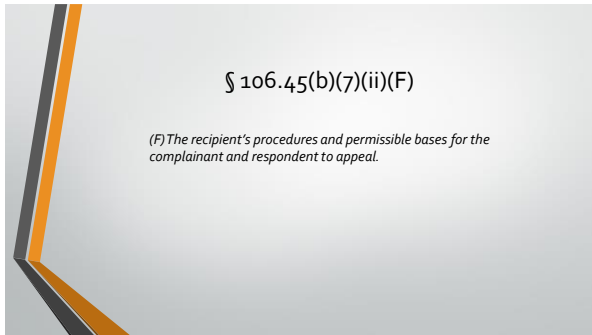 § 106.45(b)(7)(ii)(F)
(F) The recipient's procedures and permissible bases for the
complainant and respondent to appeal.